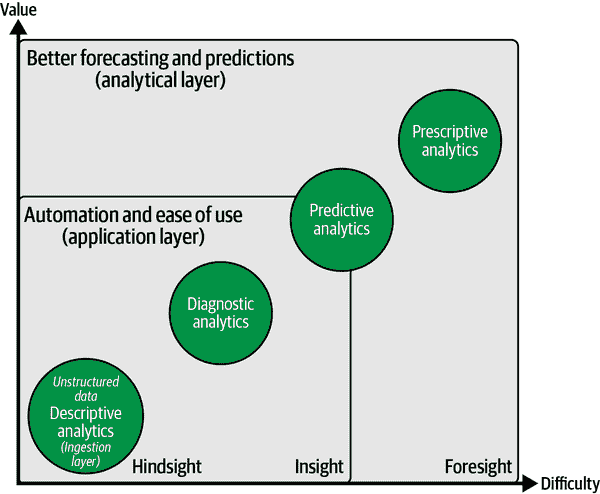 Value
Better forecasting and predictions
(analytical layer)
Prescriptive
analytics
Automation and ease of use
(application layer)
Predictive
analytics
Diagnostic
analytics
Unstructured
data
Descriptive
analytics
(Ingestion
layer)
Hindsight
Insight
Foresight
Difficulty